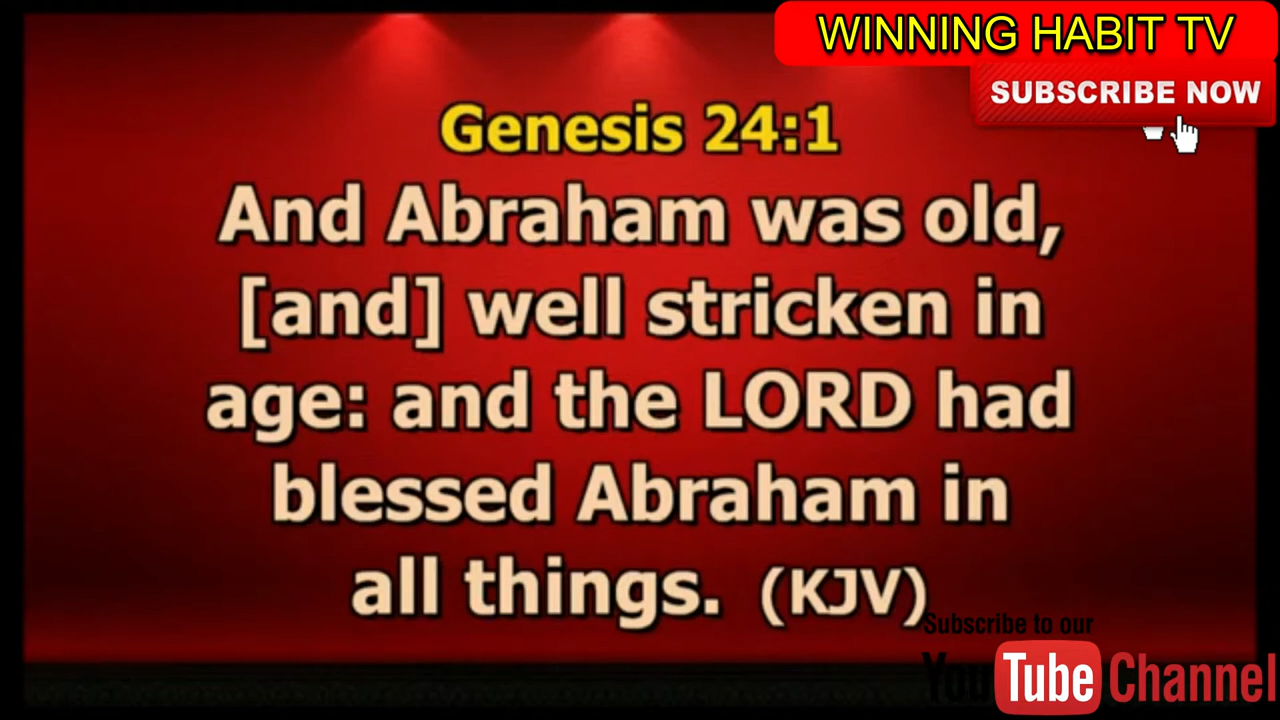 WINNING HABIT TV
SUBSCRIBE NOW
Genesis 24:1
And Abraham was old,
[and] well stricken in
age: and the LORD had
blessed Abraham in
all things. (KJV)
Subscribe to our
YouTube Channel